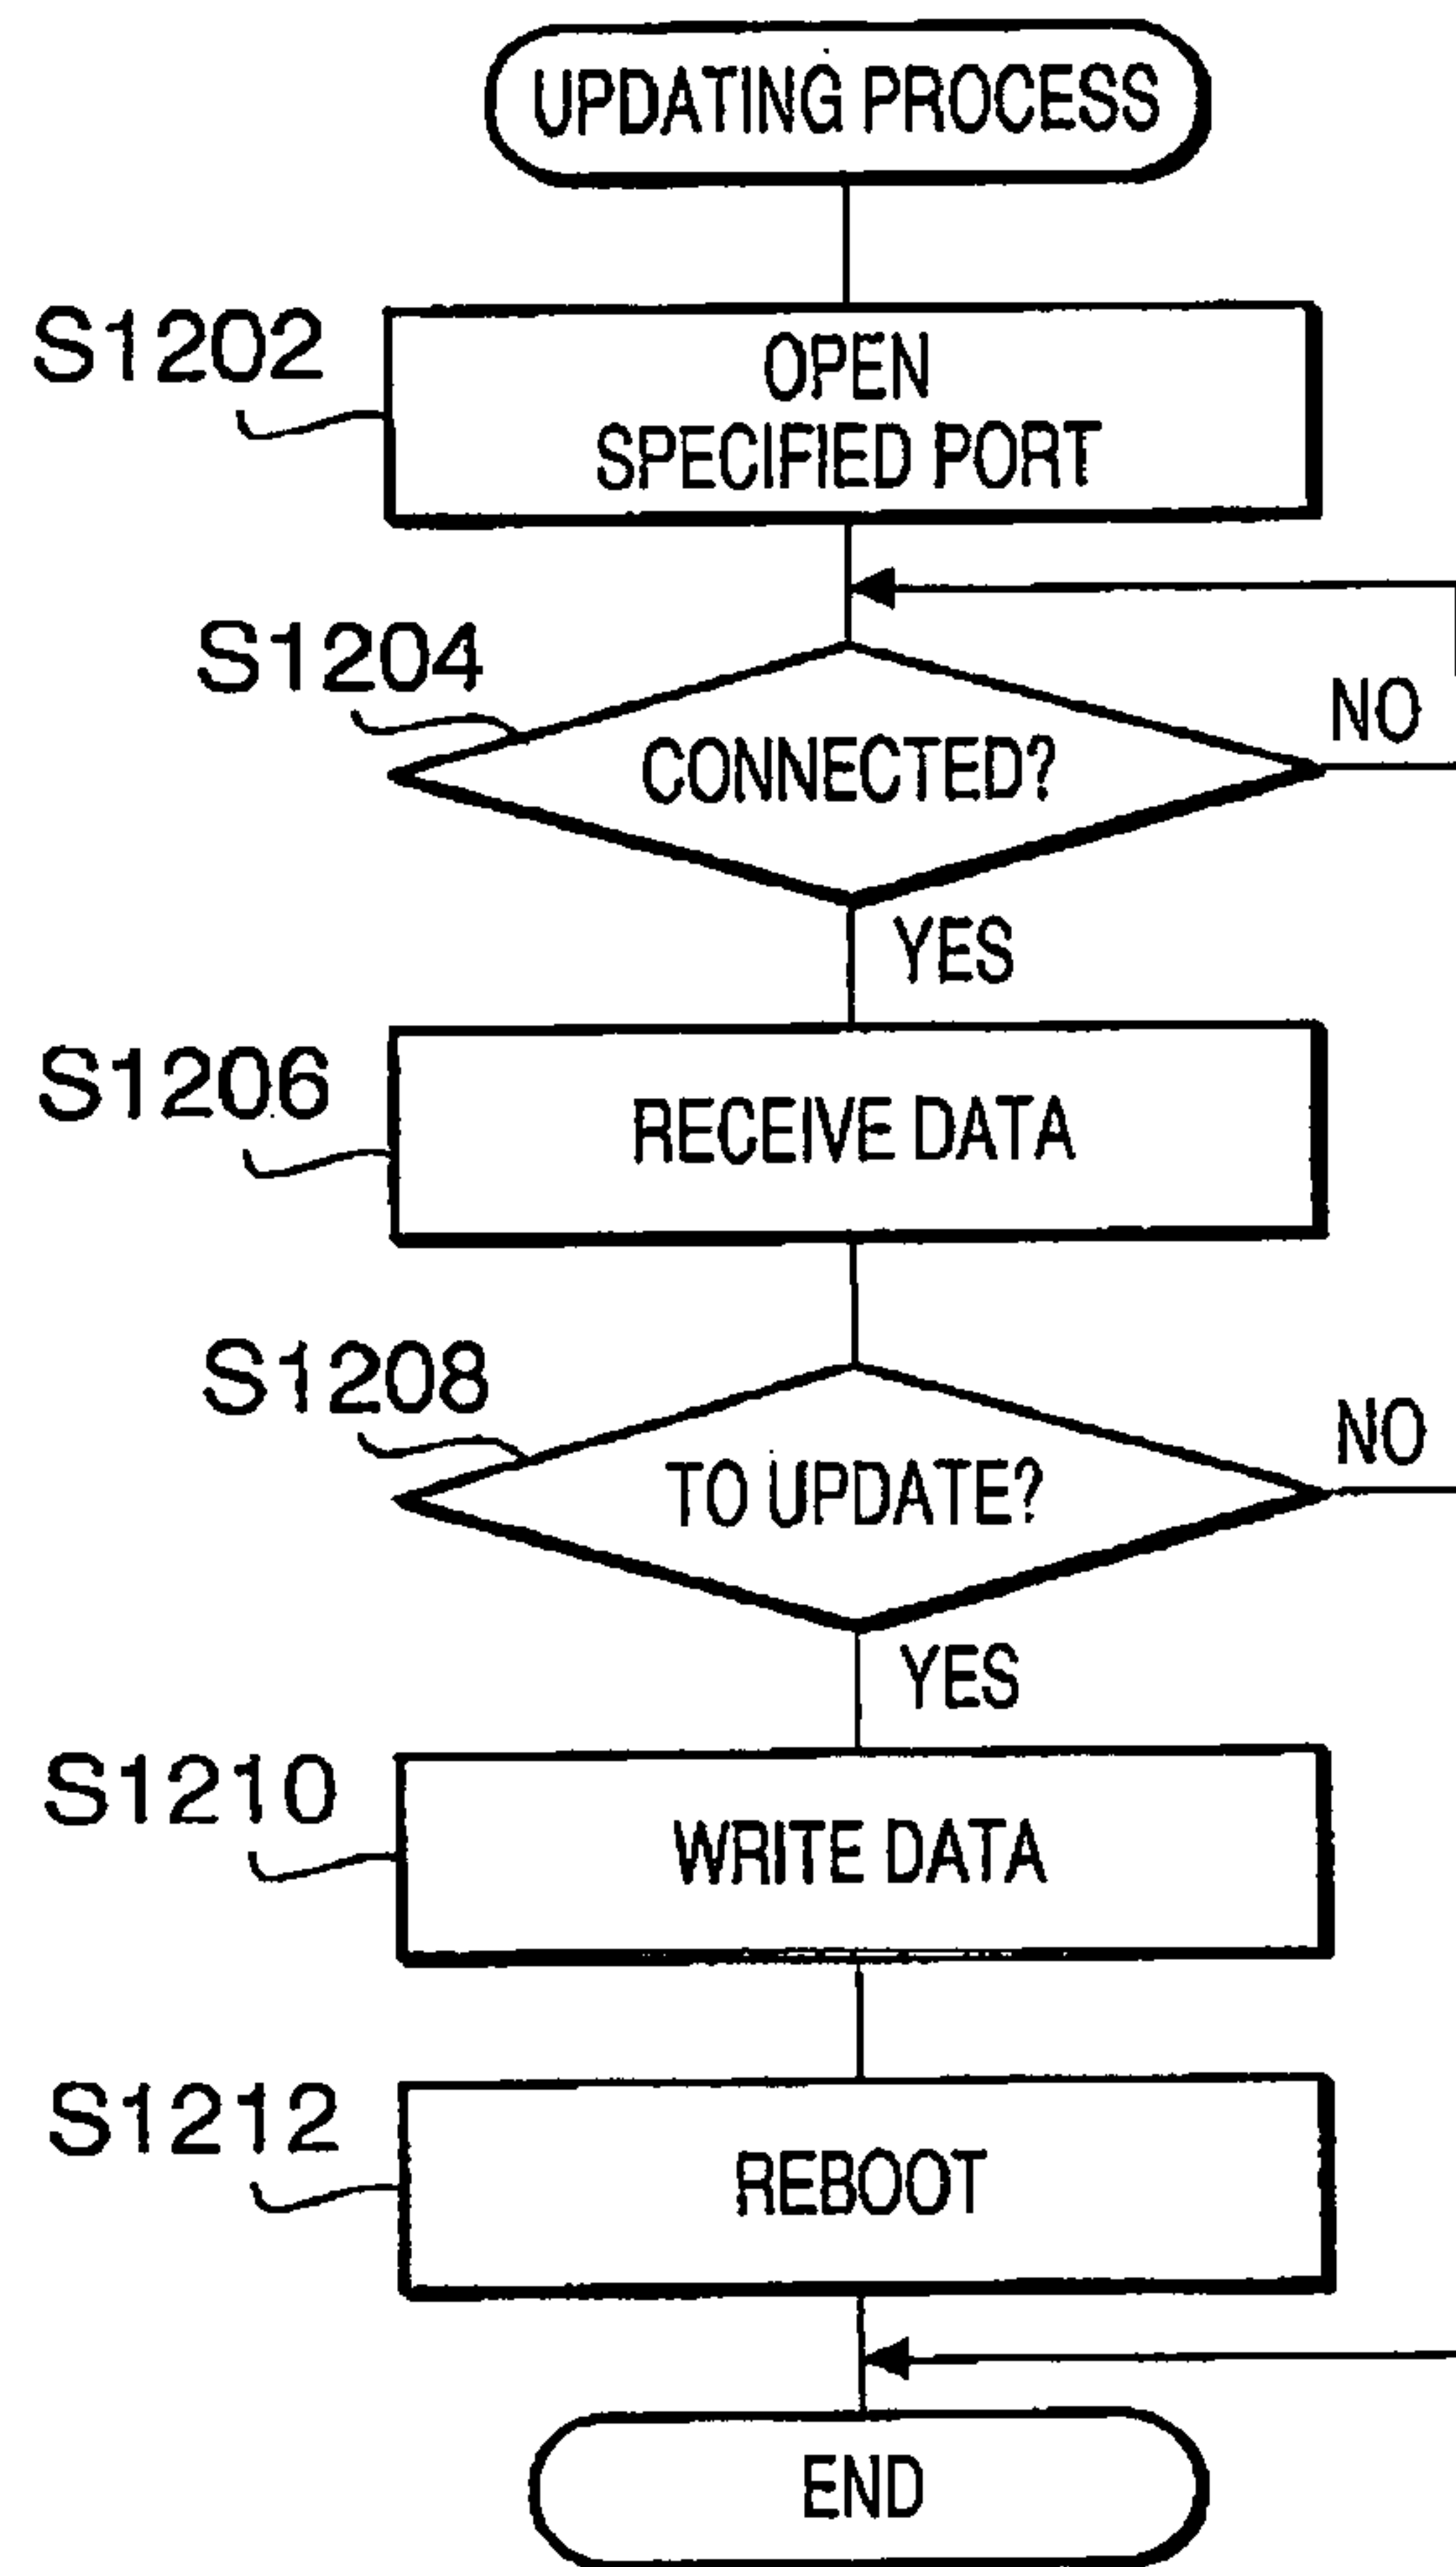 UPDATING PROCESS
S1202
OPEN
SPECIFIED PORT
S1204
CONNECTED?
NO
YES
S1206
RECEIVE DATA
S1208
TO UPDATE?
NO
YES
S1210
WRITE DATA
S1212
REBOOT
END